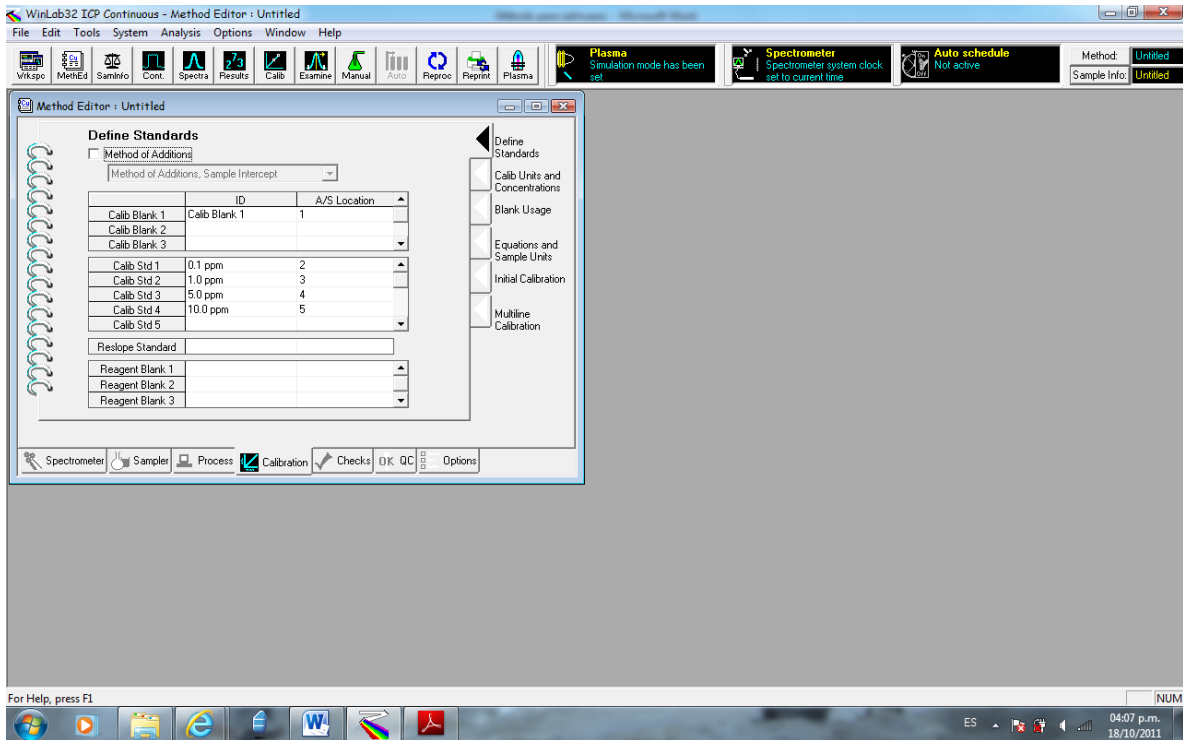 WinLab32 ICP Continuous - Method Editor : Untitled
File Edit Tools System Analysis Options Window Help
Wrkspc MethEd SamInfo Cont. Spectra Results Calib Examine Manual Auto Reproc Reprint Plasma
Plasma
Simulation mode has been
set
Spectrometer
Spectrometer system clock
set to current time
OFF
Auto schedule
Not active
Method: Untitled
Sample Info: Untitled
Method Editor : Untitled
Define Standards
Method of Additions
Method of Additions, Sample Intercept
ID A/S Location
Calib Blank 1 Calib Blank 1 1
Calib Blank 2
Calib Blank 3
Calib Std 1 0.1 ppm 2
Calib Std 2 1.0 ppm 3
Calib Std 3 5.0 ppm 4
Calib Std 4 10.0 ppm 5
Calib Std 5
Reslope Standard
Reagent Blank 1
Reagent Blank 2
Reagent Blank 3
Define
Standards
Calib Units and
Concentrations
Blank Usage
Equations and
Sample Units
Initial Calibration
Multiline
Calibration
Spectrometer Sampler Process Calibration Checks OK QC Options
For Help, press F1
NUM
ES
04:07 p.m.
18/10/2011